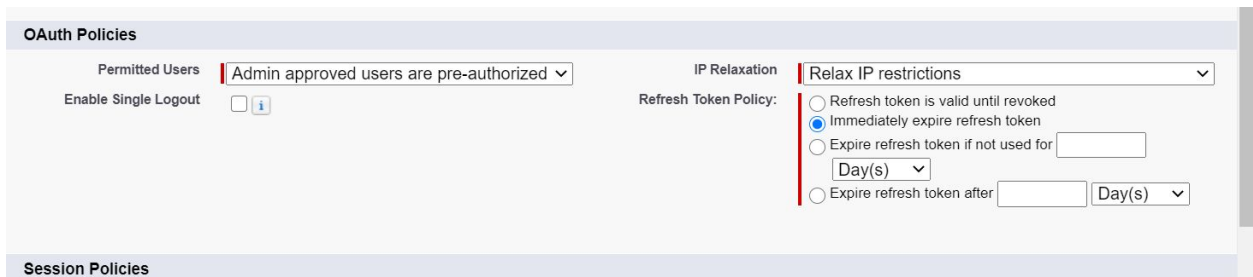 OAuth Policies
Permitted Users
Admin approved users are pre-authorized
IP Relaxation
Relax IP restrictions
Enable Single Logout
i
Refresh Token Policy:
Refresh token is valid until revoked
Immediately expire refresh token
Expire refresh token if not used for
Day(s)
Expire refresh token after
Day(s)
Session Policies